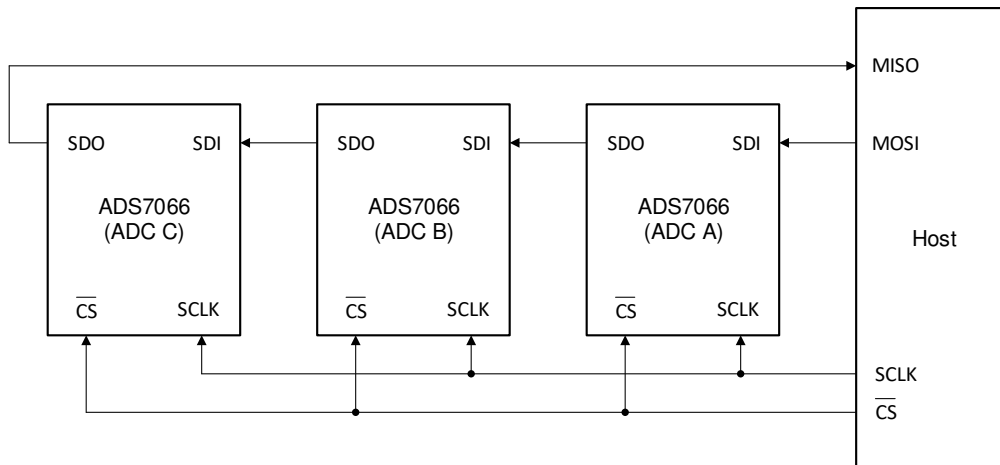 MISO
SDO SDI SDO SDI SDO SDI MOSI
ADS7066 ADS7066 ADS7066
(ADC C) (ADC B) (ADC A) Host
CS SCLK CS SCLK CS SCLK
SCLK
CS